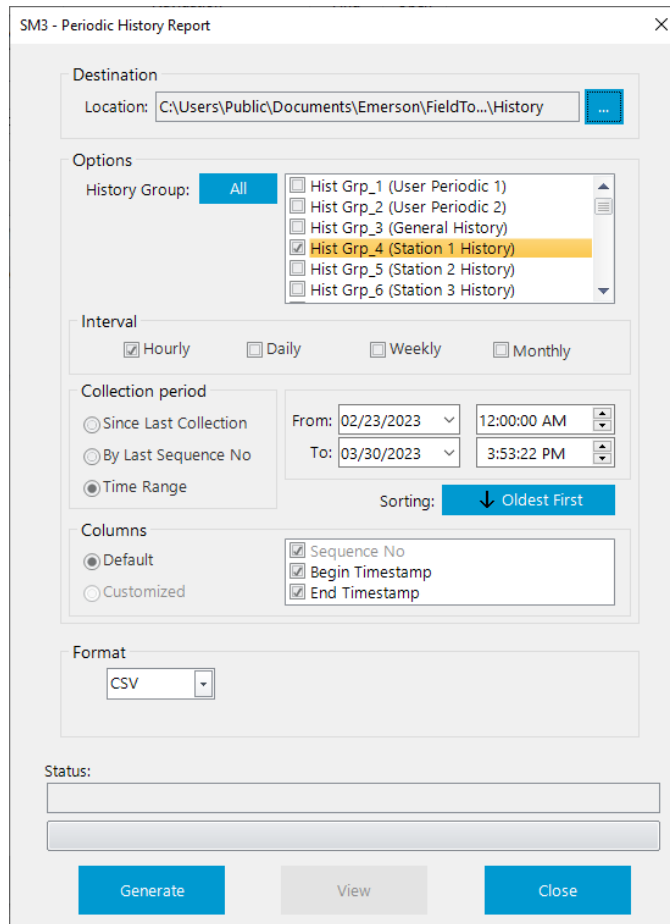 SM3 - Periodic History Report
Destination
Location: C:\Users\Public\Documents\Emerson\FieldTo...\History ...
Options
History Group: All
Hist Grp_1 (User Periodic 1)
Hist Grp_2 (User Periodic 2)
Hist Grp_3 (General History)
Hist Grp_4 (Station 1 History)
Hist Grp_5 (Station 2 History)
Hist Grp_6 (Station 3 History)
Interval
Hourly Daily Weekly Monthly
Collection period
Since Last Collection
By Last Sequence No
Time Range
From: 02/23/2023 12:00:00 AM
To: 03/30/2023 3:53:22 PM
Sorting: Oldest First
Columns
Default
Customized
Sequence No
Begin Timestamp
End Timestamp
Format
CSV
Status:
Generate View Close